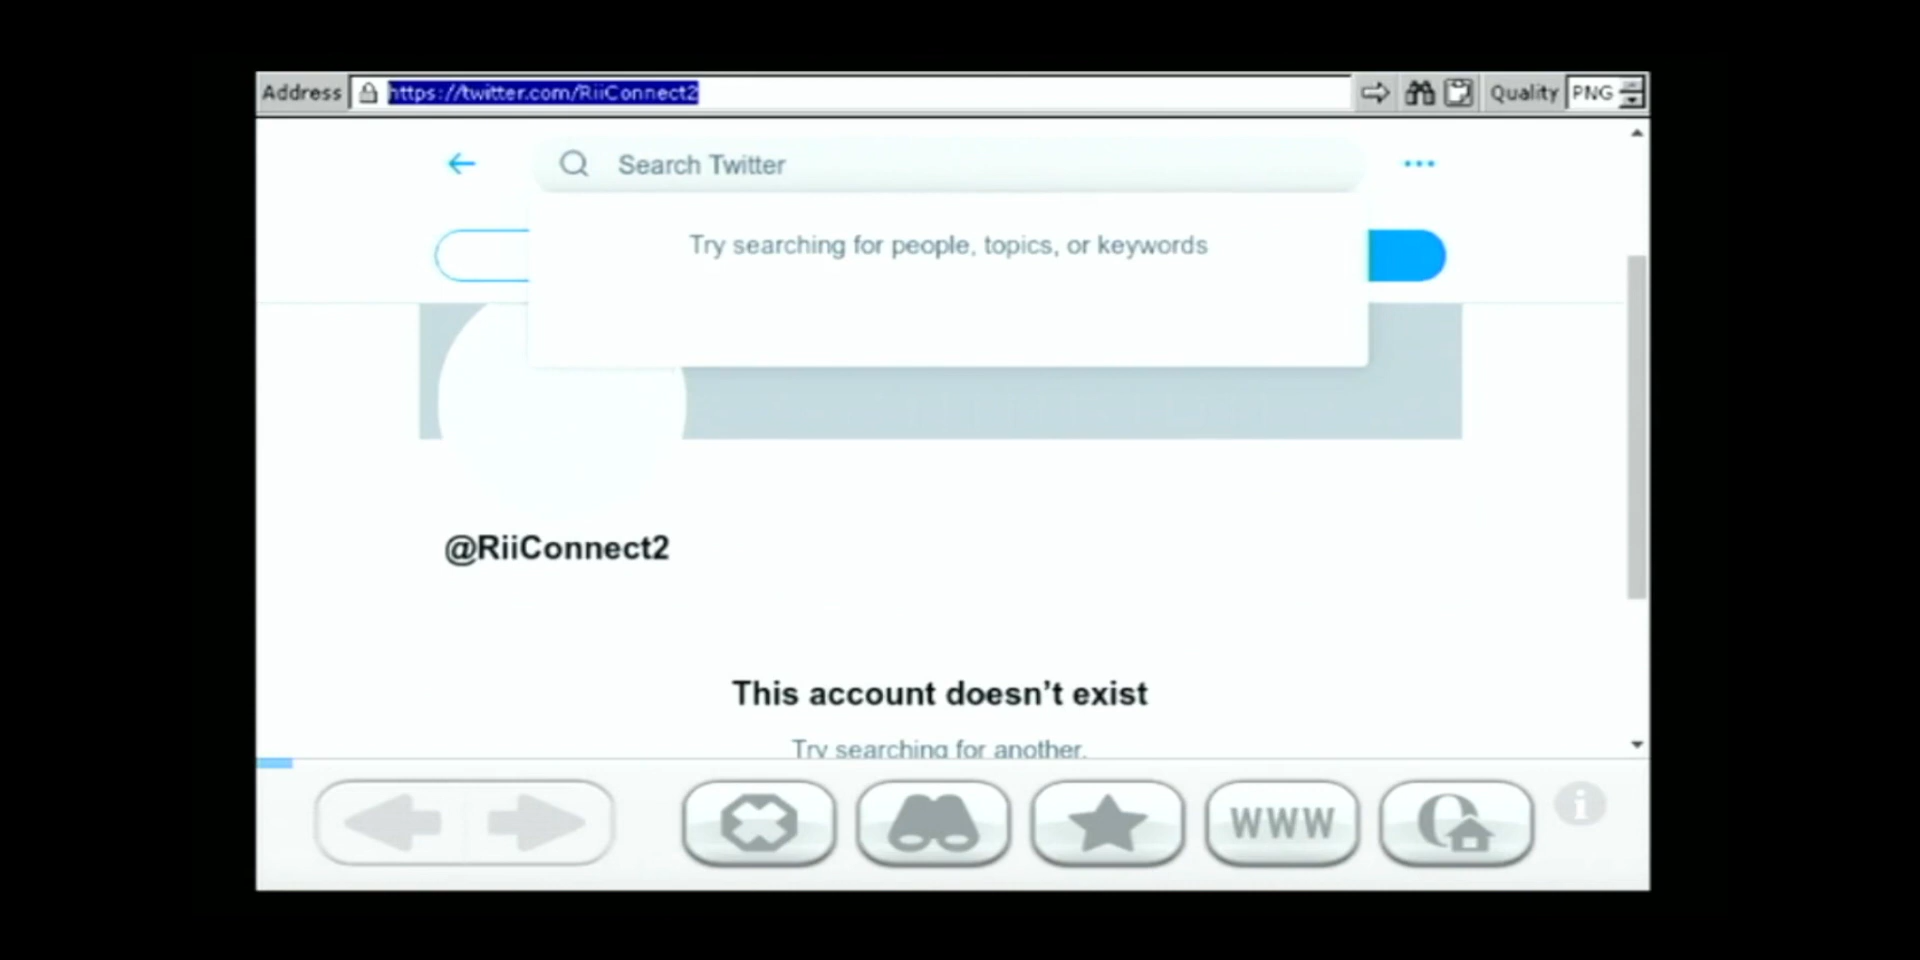 Address https://twitter.com/RiiConnect2 Quality PNG
Search Twitter
Try searching for people, topics, or keywords
@RiiConnect2
This account doesn’t exist
Try searching for another.
WWW